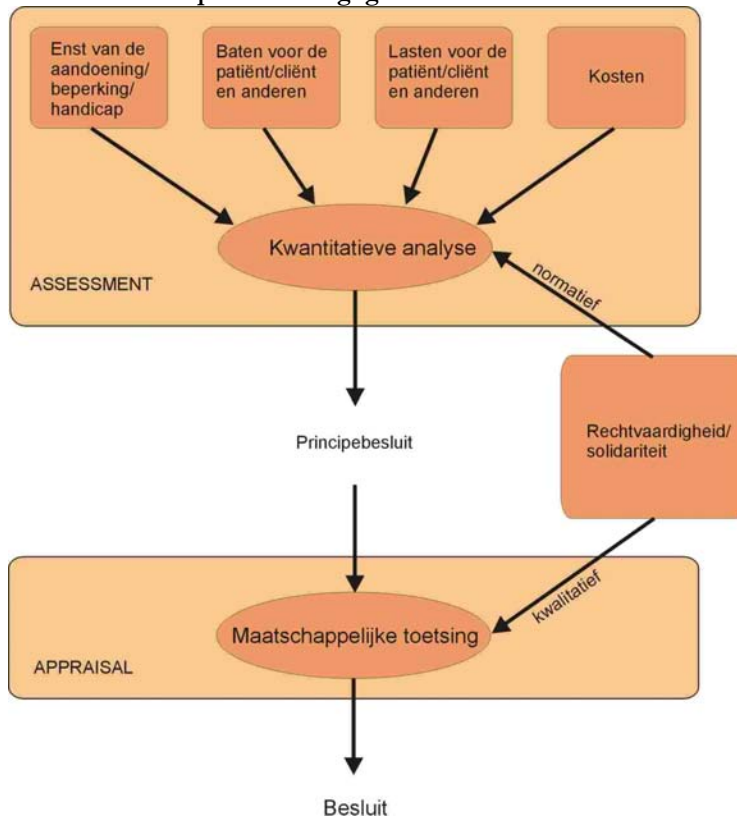 Enst van de
aandoening/
beperking/
handicap
Baten voor de
patiënt/cliënt
en anderen
Lasten voor de
patiënt/cliënt
en anderen
Kosten
Kwantitatieve analyse
ASSESSMENT
normatief
Principebesluit
Rechtvaardigheid/
solidariteit
kwalitatief
Maatschappelijke toetsing
APPRAISAL
Besluit